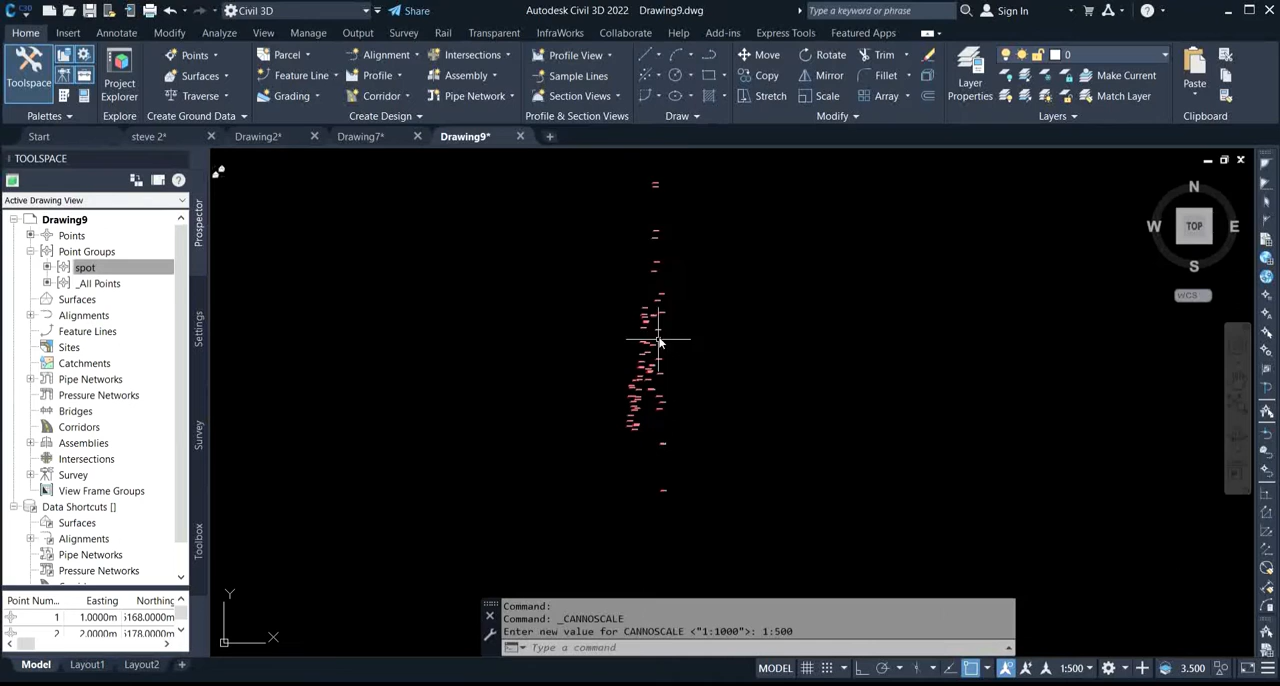 C3D
Civil 3D
Share
Autodesk Civil 3D 2022 Drawing9.dwg
Type a keyword or phrase
Sign In
Home Insert Annotate Modify Analyze View Manage Output Survey Rail Transparent InfraWorks Collaborate Help Add-ins Express Tools Featured Apps
Points Parcel Alignment Intersections Profile View Move Rotate Trim 0
Surfaces Feature Line Profile Assembly Sample Lines Copy Mirror Fillet Make Current
Toolspace Project Explorer Traverse Grading Corridor Pipe Network Section Views Stretch Scale Array Layer Properties Match Layer Paste
Palettes Explore Create Ground Data Create Design Profile & Section Views Draw Modify Layers Clipboard
Start steve 2* Drawing2* Drawing7* Drawing9*
TOOLSPACE
Active Drawing View
Drawing9
Points
Point Groups
spot
_All Points
Surfaces
Alignments
Feature Lines
Sites
Catchments
Pipe Networks
Pressure Networks
Bridges
Corridors
Assemblies
Intersections
Survey
View Frame Groups
Data Shortcuts []
Surfaces
Alignments
Pipe Networks
Pressure Networks
Prospector
Settings
Survey
Toolbox
Point Num... Easting Northing
1 1.0000m 5168.0000m
2 2.0000m 5178.0000m
N
W TOP E
S
WCS
Y
X
Command:
Command: _CANNOSCALE
Enter new value for CANNOSCALE <"1:1000">: 1:500
Type a command
Model Layout1 Layout2
MODEL 1:500 3.500